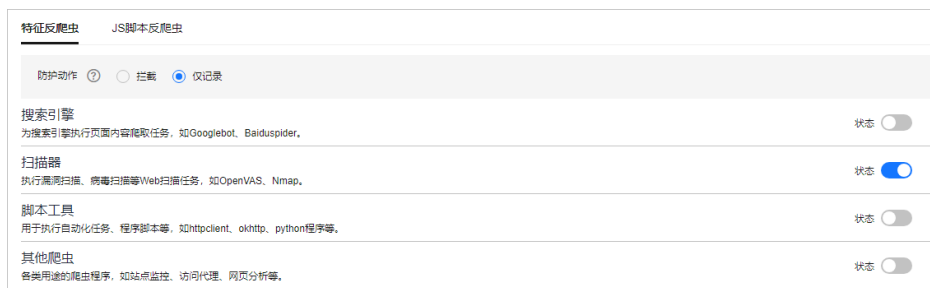 特征反爬虫 JS脚本反爬虫
防护动作 ? 拦截 仅记录
搜索引擎
为搜索引擎执行页面内容爬取任务，如Googlebot、Baiduspider。
状态
扫描器
执行漏洞扫描、病毒扫描等Web扫描任务，如OpenVAS、Nmap。
状态
脚本工具
用于执行自动化任务、程序脚本等，如httpclient、okhttp、python程序等。
状态
其他爬虫
各类用途的爬虫程序，如站点监控、访问代理、网页分析等。
状态